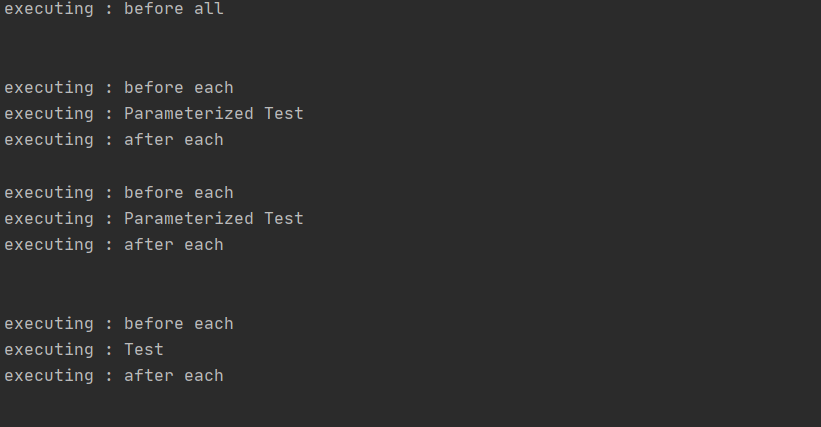 executing : before all
executing : before each
executing : Parameterized Test
executing : after each
executing : before each
executing : Parameterized Test
executing : after each
executing : before each
executing : Test
executing : after each